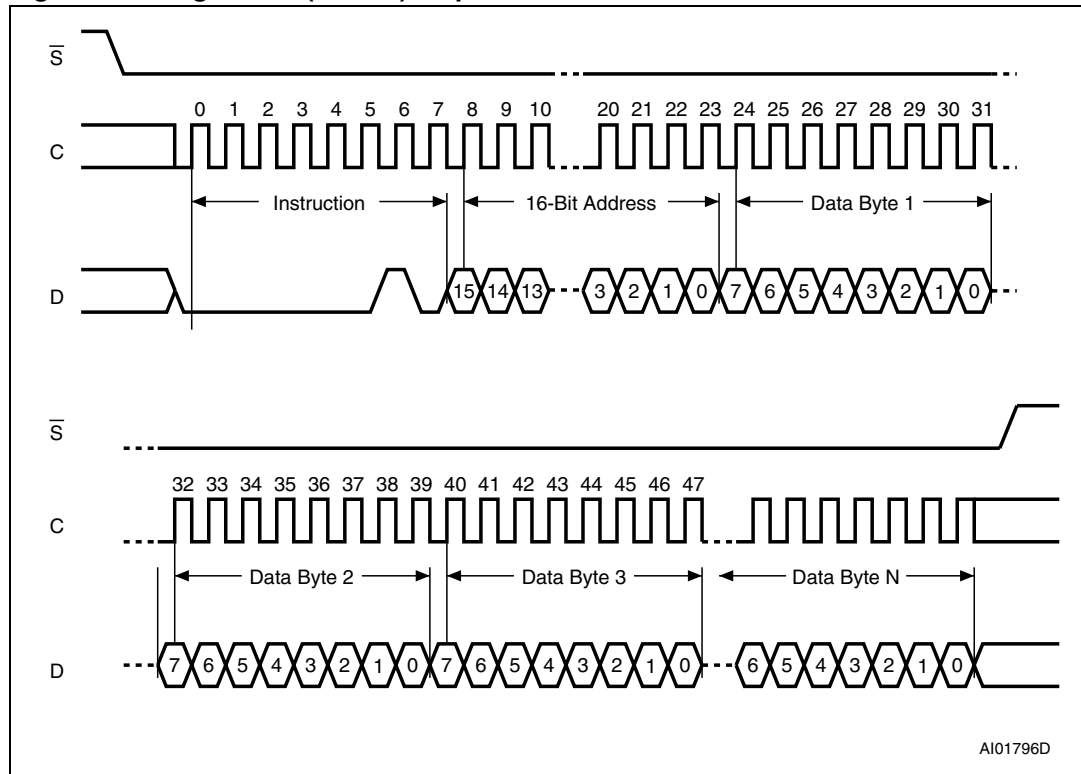 S
0 1 2 3 4 5 6 7 8 9 10 20 21 22 23 24 25 26 27 28 29 30 31
C
Instruction 16-Bit Address Data Byte 1
D 15 14 13 3 2 1 0 7 6 5 4 3 2 1 0
S
32 33 34 35 36 37 38 39 40 41 42 43 44 45 46 47
C
Data Byte 2 Data Byte 3 Data Byte N
D 7 6 5 4 3 2 1 0 7 6 5 4 3 2 1 0 6 5 4 3 2 1 0
AI01796D